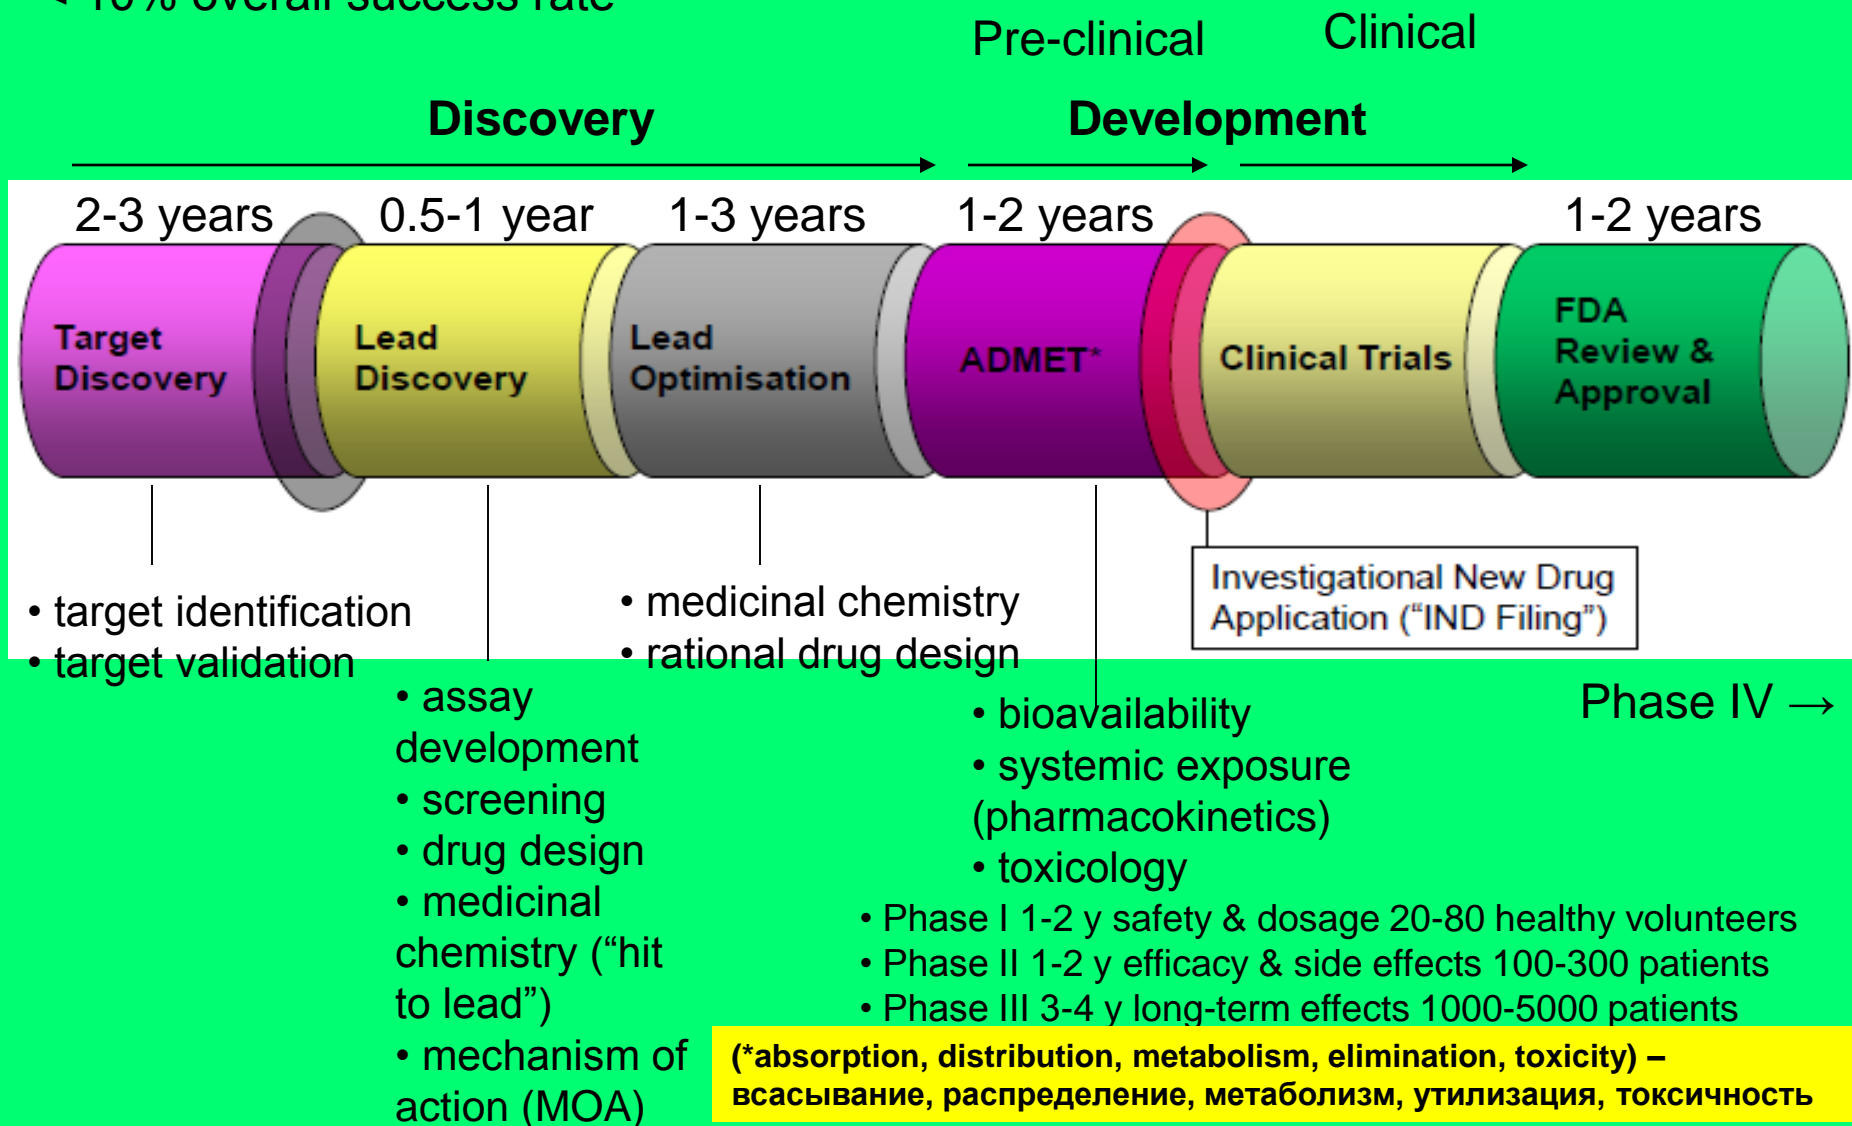 < 10% overall success rate
Pre-clinical
Clinical
Discovery
Development
2-3 years
0.5-1 year
1-3 years
1-2 years
1-2 years
Target
Discovery
Lead
Discovery
Lead
Optimisation
ADMET*
Clinical Trials
FDA
Review &
Approval
Investigational New Drug
Application (“IND Filing”)
• target identification
• target validation
• medicinal chemistry
• rational drug design
• assay
development
• screening
• drug design
• medicinal
chemistry (“hit
to lead”)
• mechanism of
action (MOA)
• bioavailability
• systemic exposure
(pharmacokinetics)
• toxicology
Phase IV →
• Phase I 1-2 y safety & dosage 20-80 healthy volunteers
• Phase II 1-2 y efficacy & side effects 100-300 patients
• Phase III 3-4 y long-term effects 1000-5000 patients
(*absorption, distribution, metabolism, elimination, toxicity) –
всасывание, распределение, метаболизм, утилизация, токсичность